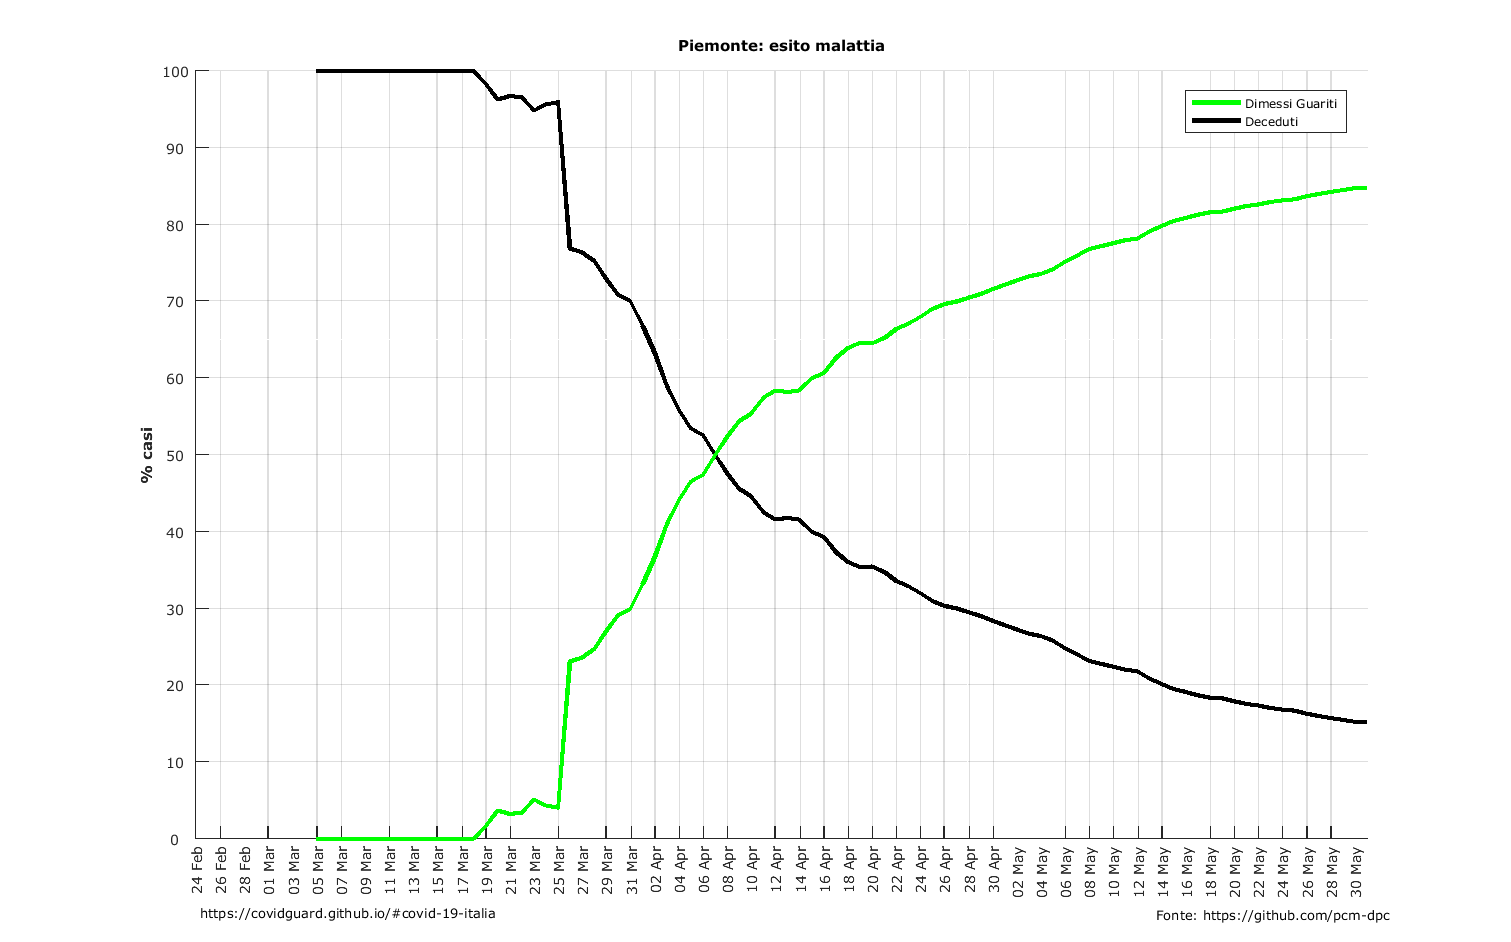 Piemonte: esito malattia
Dimessi Guariti
Deceduti
% casi
100
90
80
70
60
50
40
30
20
10
0
24 Feb
26 Feb
28 Feb
01 Mar
03 Mar
05 Mar
07 Mar
09 Mar
11 Mar
13 Mar
15 Mar
17 Mar
19 Mar
21 Mar
23 Mar
25 Mar
27 Mar
29 Mar
31 Mar
02 Apr
04 Apr
06 Apr
08 Apr
10 Apr
12 Apr
14 Apr
16 Apr
18 Apr
20 Apr
22 Apr
24 Apr
26 Apr
28 Apr
30 Apr
02 May
04 May
06 May
08 May
10 May
12 May
14 May
16 May
18 May
20 May
22 May
24 May
26 May
28 May
30 May
https://covidguard.github.io/#covid-19-italia
Fonte: https://github.com/pcm-dpc